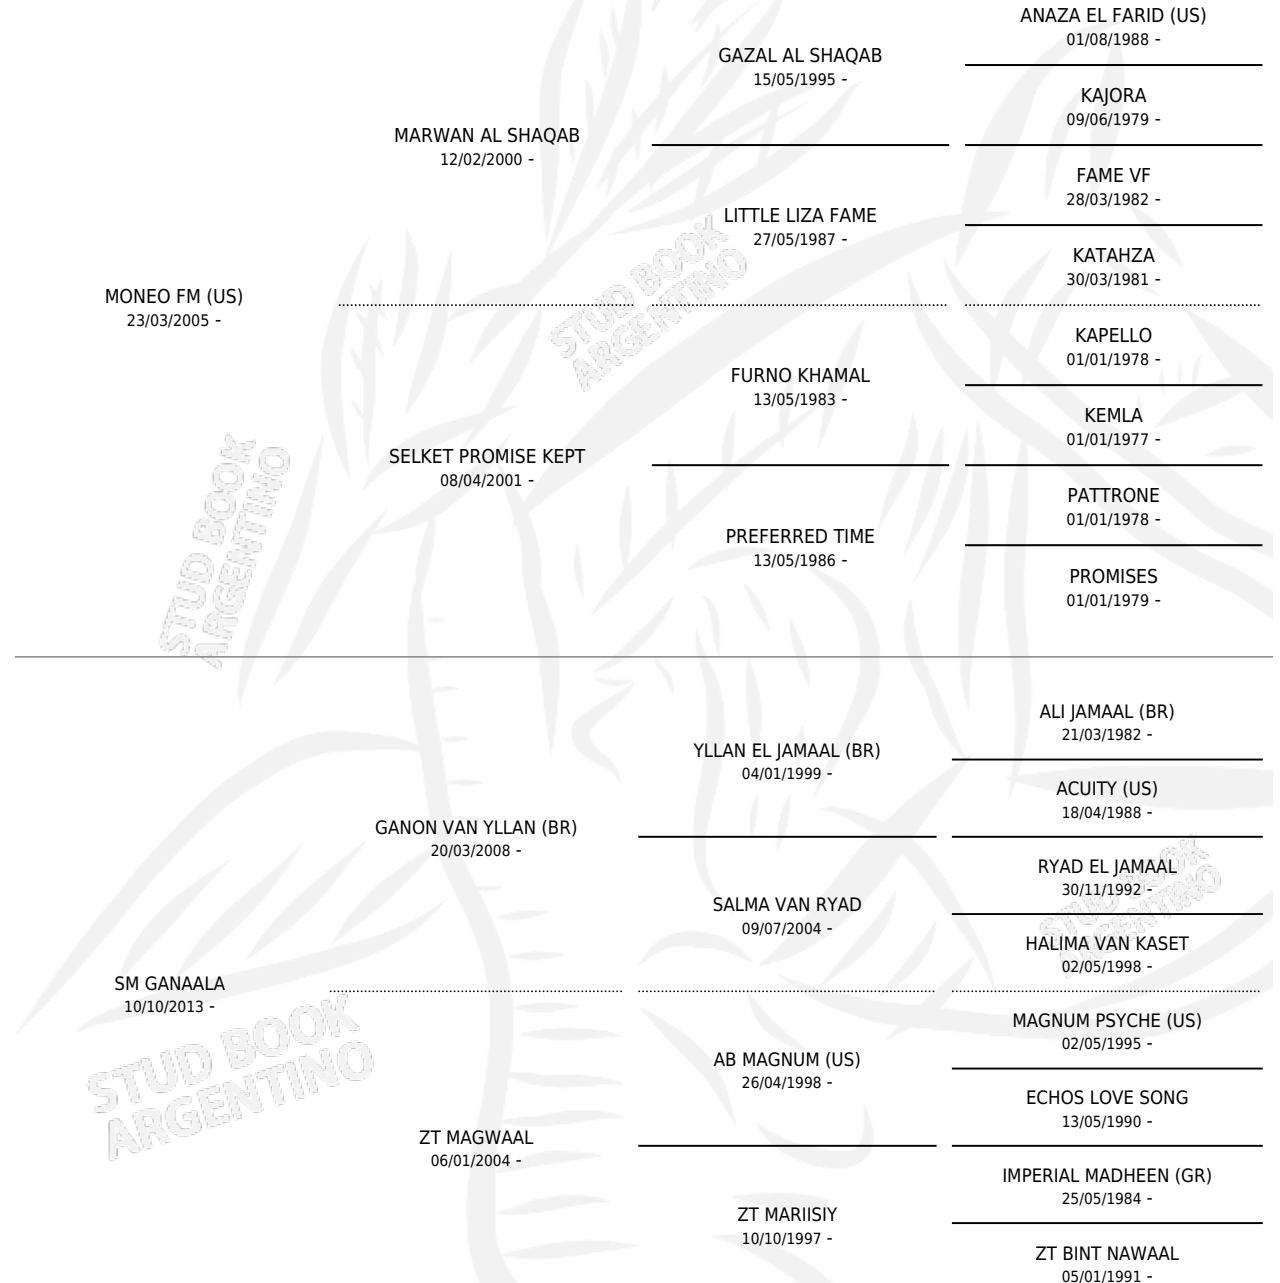 ANAZA EL FARID (US)
01/08/1988 -
GAZAL AL SHAQAB
15/05/1995 -
KAJORA
09/06/1979 -
MARWAN AL SHAQAB
12/02/2000 -
FAME VF
28/03/1982 -
LITTLE LIZA FAME
27/05/1987 -
KATAHZA
30/03/1981 -
MONEO FM (US)
23/03/2005 -
KAPELLO
01/01/1978 -
FURNO KHAMAL
13/05/1983 -
KEMLA
01/01/1977 -
SELKET PROMISE KEPT
08/04/2001 -
PATTRONE
01/01/1978 -
PREFERRED TIME
13/05/1986 -
PROMISES
01/01/1979 -
STUD BOOK
ARGENTINO
STUD BOOK
ARGENTINO
ALI JAMAAL (BR)
21/03/1982 -
YLLAN EL JAMAAL (BR)
04/01/1999 -
ACUITY (US)
18/04/1988 -
GANON VAN YLLAN (BR)
20/03/2008 -
RYAD EL JAMAAL
30/11/1992 -
SALMA VAN RYAD
09/07/2004 -
HALIMA VAN KASET
02/05/1998 -
SM GANAALA
10/10/2013 -
MAGNUM PSYCHE (US)
02/05/1995 -
AB MAGNUM (US)
26/04/1998 -
ECHOS LOVE SONG
13/05/1990 -
ZT MAGWAAL
06/01/2004 -
IMPERIAL MADHEEN (GR)
25/05/1984 -
ZT MARIISIY
10/10/1997 -
ZT BINT NAWAAL
05/01/1991 -
STUD BOOK
ARGENTINO
STUD BOOK
ARGENTINO